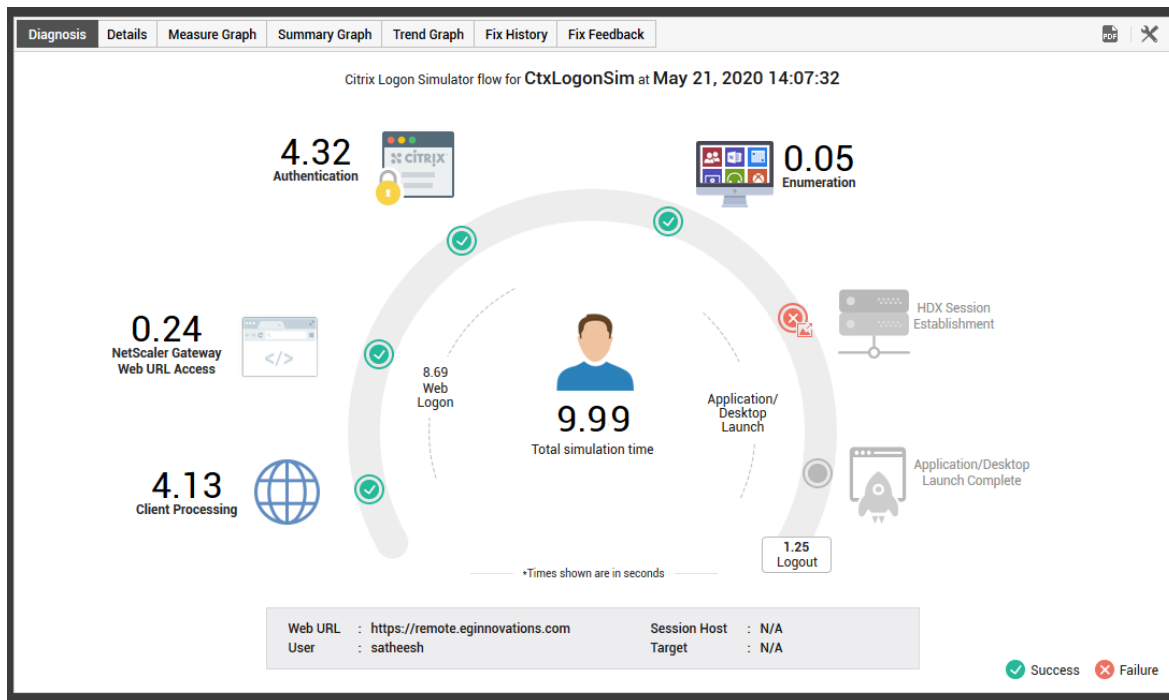 Diagnosis Details Measure Graph Summary Graph Trend Graph Fix History Fix Feedback
PDF
Citrix Logon Simulator flow for CtxLogonSim at May 21, 2020 14:07:32
4.32
Authentication
CİTRIX
0.05
Enumeration
0.24
NetScaler Gateway
Web URL Access
</>
HDX Session
Establishment
8.69
Web
Logon
9.99
Total simulation time
Application/
Desktop
Launch
4.13
Client Processing
Application/Desktop
Launch Complete
1.25
Logout
*Times shown are in seconds
Web URL : https://remote.eginnovations.com Session Host : N/A
User : satheesh Target : N/A
Success Failure